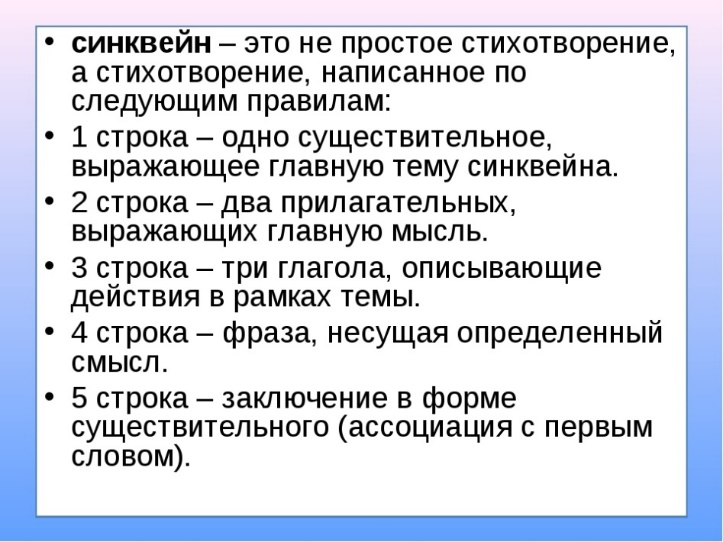 • синквейн – это не простое стихотворение,
а стихотворение, написанное по
следующим правилам:
• 1 строка – одно существительное,
выражающее главную тему синквейна.
• 2 строка – два прилагательных,
выражающих главную мысль.
• 3 строка – три глагола, описывающие
действия в рамках темы.
• 4 строка – фраза, несущая определенный
смысл.
• 5 строка – заключение в форме
существительного (ассоциация с первым
словом).